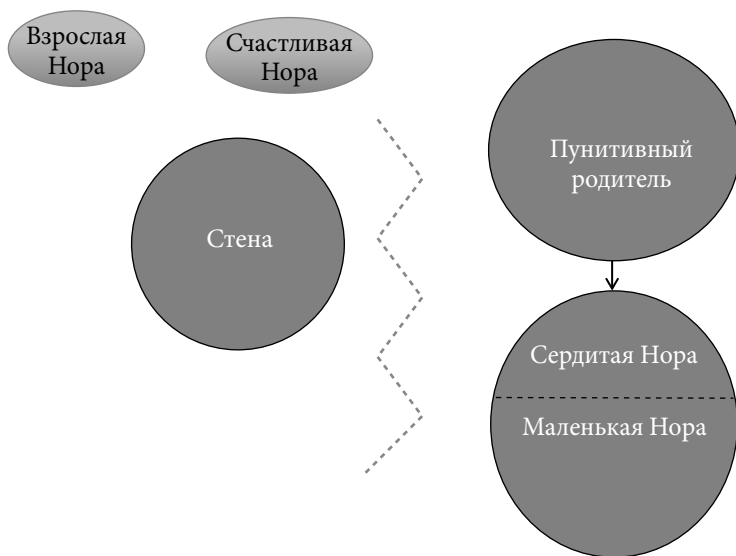 Взрослая
Нора
Счастливая
Нора
Пунитивный
родитель
Стена
Сердитая Нора
Маленькая Нора